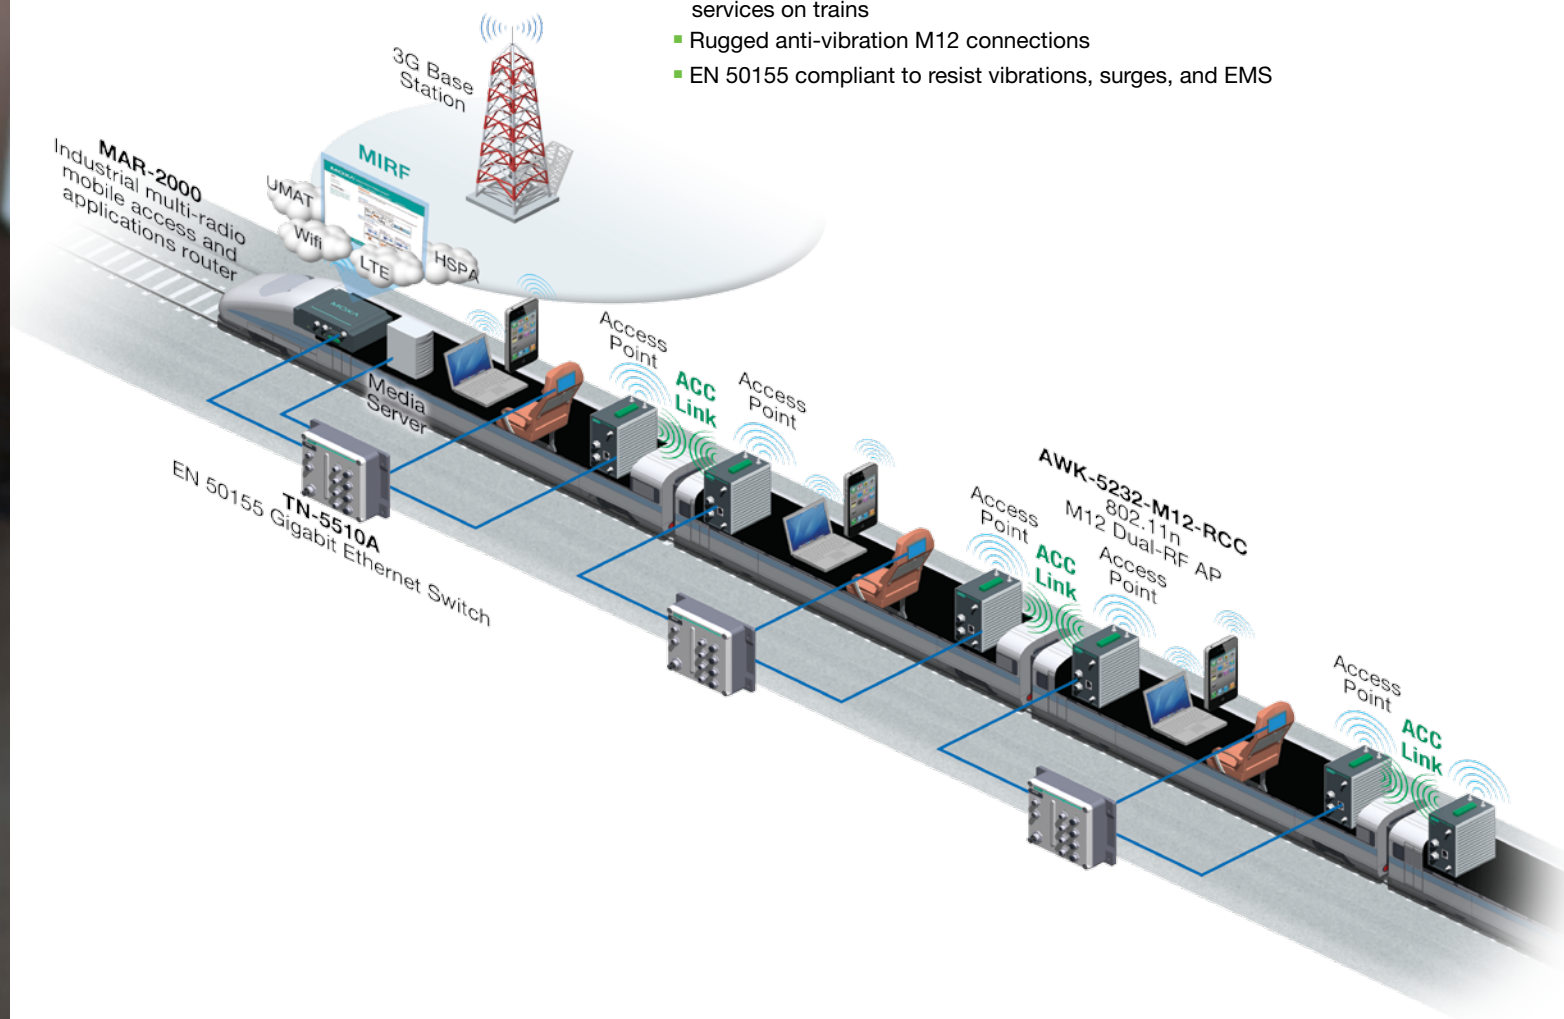 services on trains
Rugged anti-vibration M12 connections
EN 50155 compliant to resist vibrations, surges, and EMS
3G Base
Station
MIRF
MAR-2000
Industrial multi-radio
mobile access and
applications router
UMAT
Wifi
LTE
HSPA
MOXA
Media
Server
Access
Point
ACC
Link
Access
Point
TN-5510A
EN 50155 Gigabit Ethernet Switch
Access
Point
ACC
Link
AWK-5232-M12-RCC
802.11n
M12 Dual-RF AP
Access
Point
Access
Point
ACC
Link